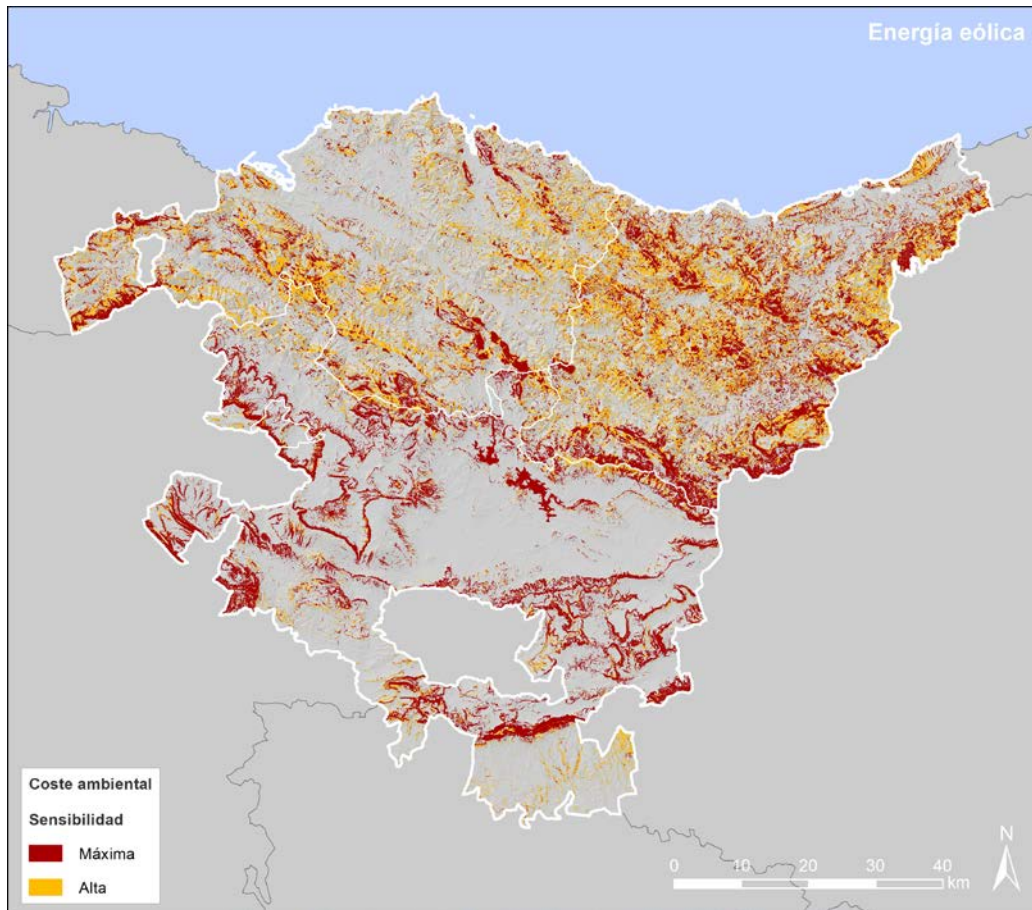 Energía eólica
Coste ambiental
Sensibilidad
Máxima
Alta
N
0 10 20 30 40
km